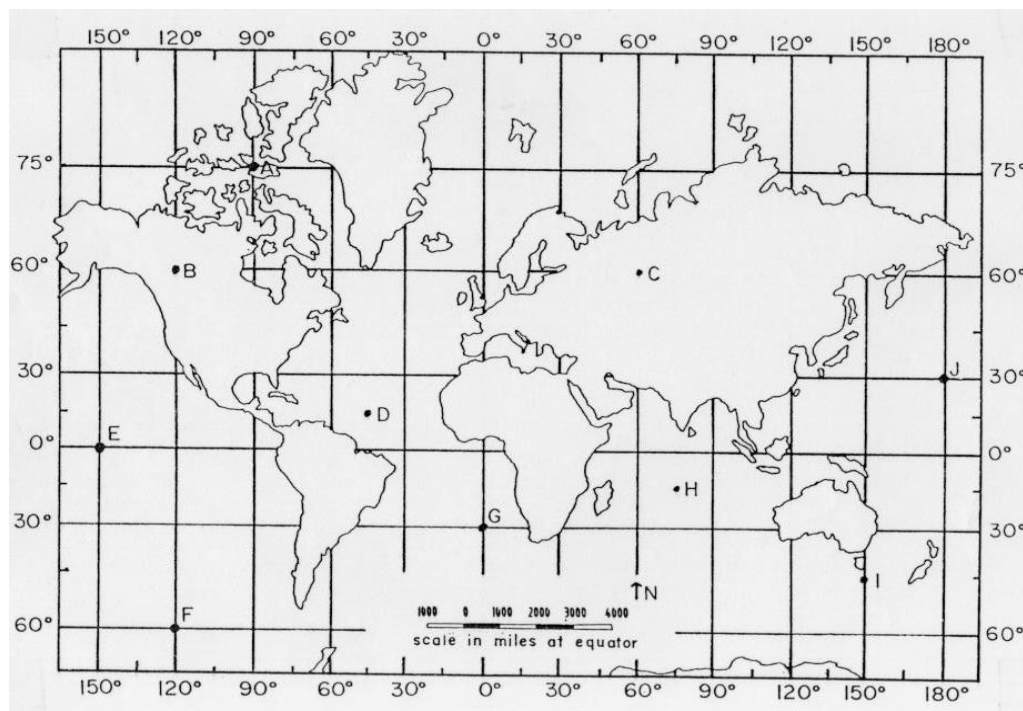 150° 120° 90° 60° 30° 0° 30° 60° 90° 120° 150° 180°
75° A 75°
60° B C 60°
30° J 30°
D
E
0° 0°
H
30° G 30°
I
N
1400 0 1400 2000 3000 4000
F
60° 60°
scale in miles at equator
150° 120° 90° 60° 30° 0° 30° 60° 90° 120° 150° 180°